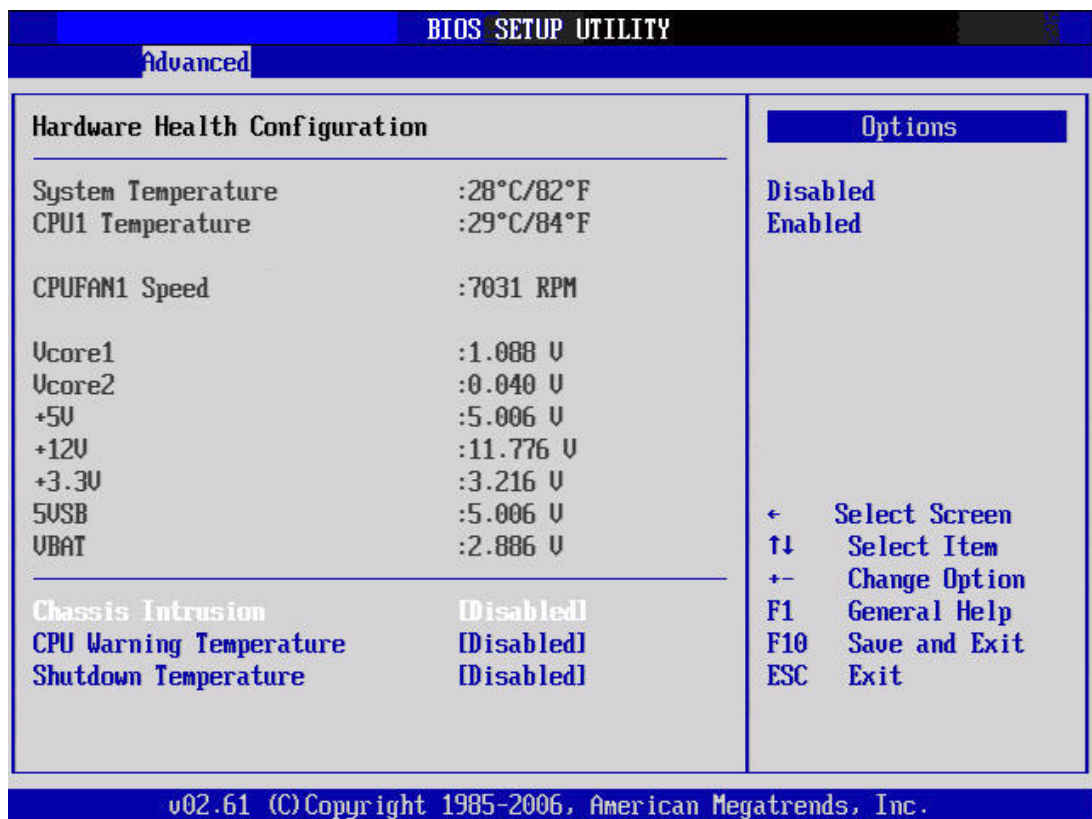 BIOS SETUP UTILITY
Advanced
Hardware Health Configuration
System Temperature :28°C/82°F
CPU1 Temperature :29°C/84°F
CPUFAN1 Speed :7031 RPM
Vcore1 :1.088 V
Vcore2 :0.040 V
+5V :5.006 V
+12V :11.776 V
+3.3V :3.216 V
5VSB :5.006 V
VBAT :2.886 V
Chassis Intrusion [Disabled]
CPU Warning Temperature [Disabled]
Shutdown Temperature [Disabled]
Options
Disabled
Enabled
← Select Screen
↑↓ Select Item
+- Change Option
F1 General Help
F10 Save and Exit
ESC Exit
v02.61 (C)Copyright 1985-2006, American Megatrends, Inc.